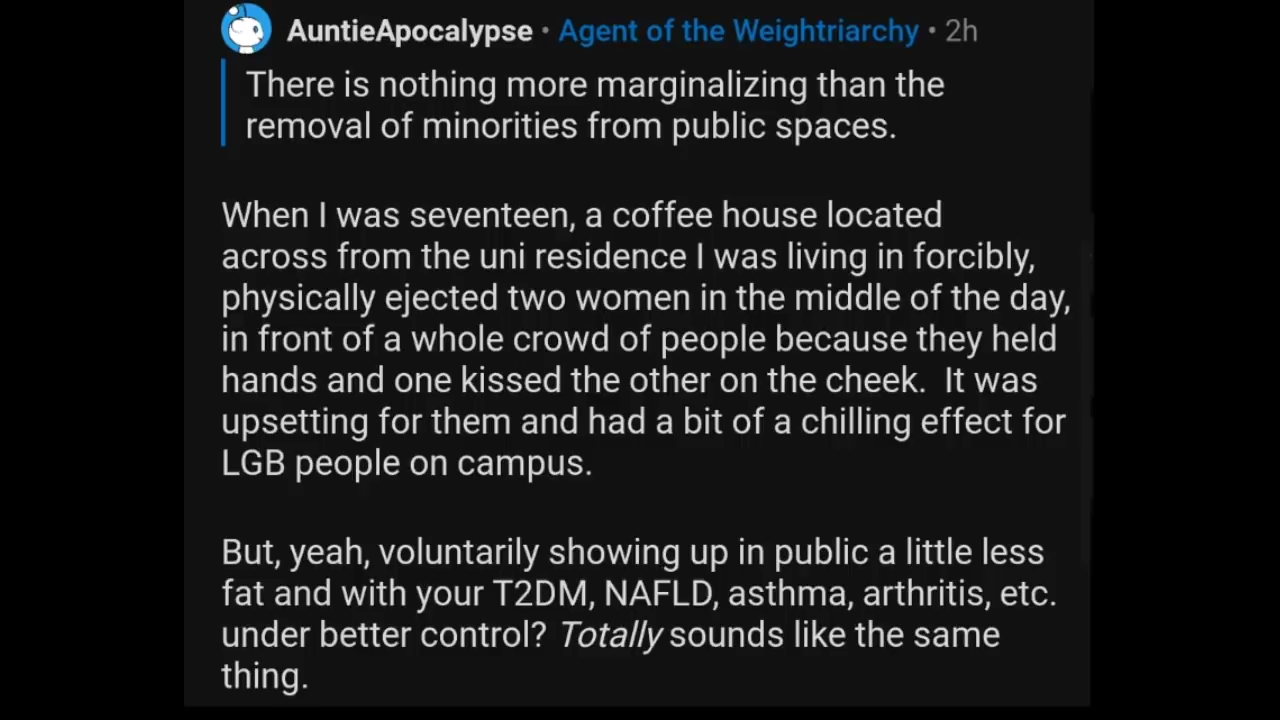 AuntieApocalypse • Agent of the Weightriarchy • 2h
There is nothing more marginalizing than the
removal of minorities from public spaces.
When I was seventeen, a coffee house located
across from the uni residence I was living in forcibly,
physically ejected two women in the middle of the day,
in front of a whole crowd of people because they held
hands and one kissed the other on the cheek.  It was
upsetting for them and had a bit of a chilling effect for
LGB people on campus.
But, yeah, voluntarily showing up in public a little less
fat and with your T2DM, NAFLD, asthma, arthritis, etc.
under better control? Totally sounds like the same
thing.